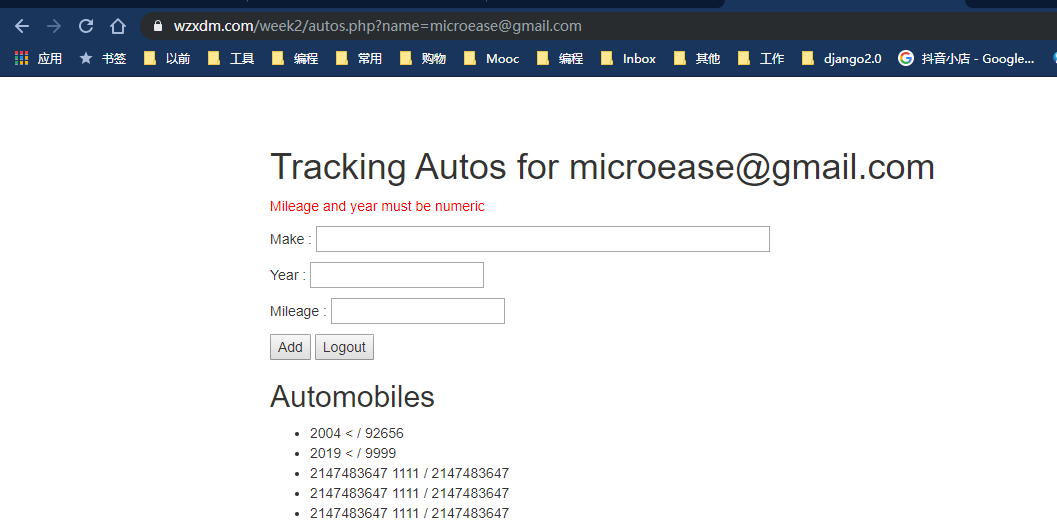 wzxdm.com/week2/autos.php?name=microease@gmail.com
应用 书签 以前 工具 编程 常用 购物 Mooc 编程 Inbox 其他 工作 django2.0 抖音小店 - Google...
Tracking Autos for microease@gmail.com
Mileage and year must be numeric
Make :
Year :
Mileage :
Add Logout
Automobiles
• 2004 < / 92656
• 2019 < / 9999
• 2147483647 1111 / 2147483647
• 2147483647 1111 / 2147483647
• 2147483647 1111 / 2147483647